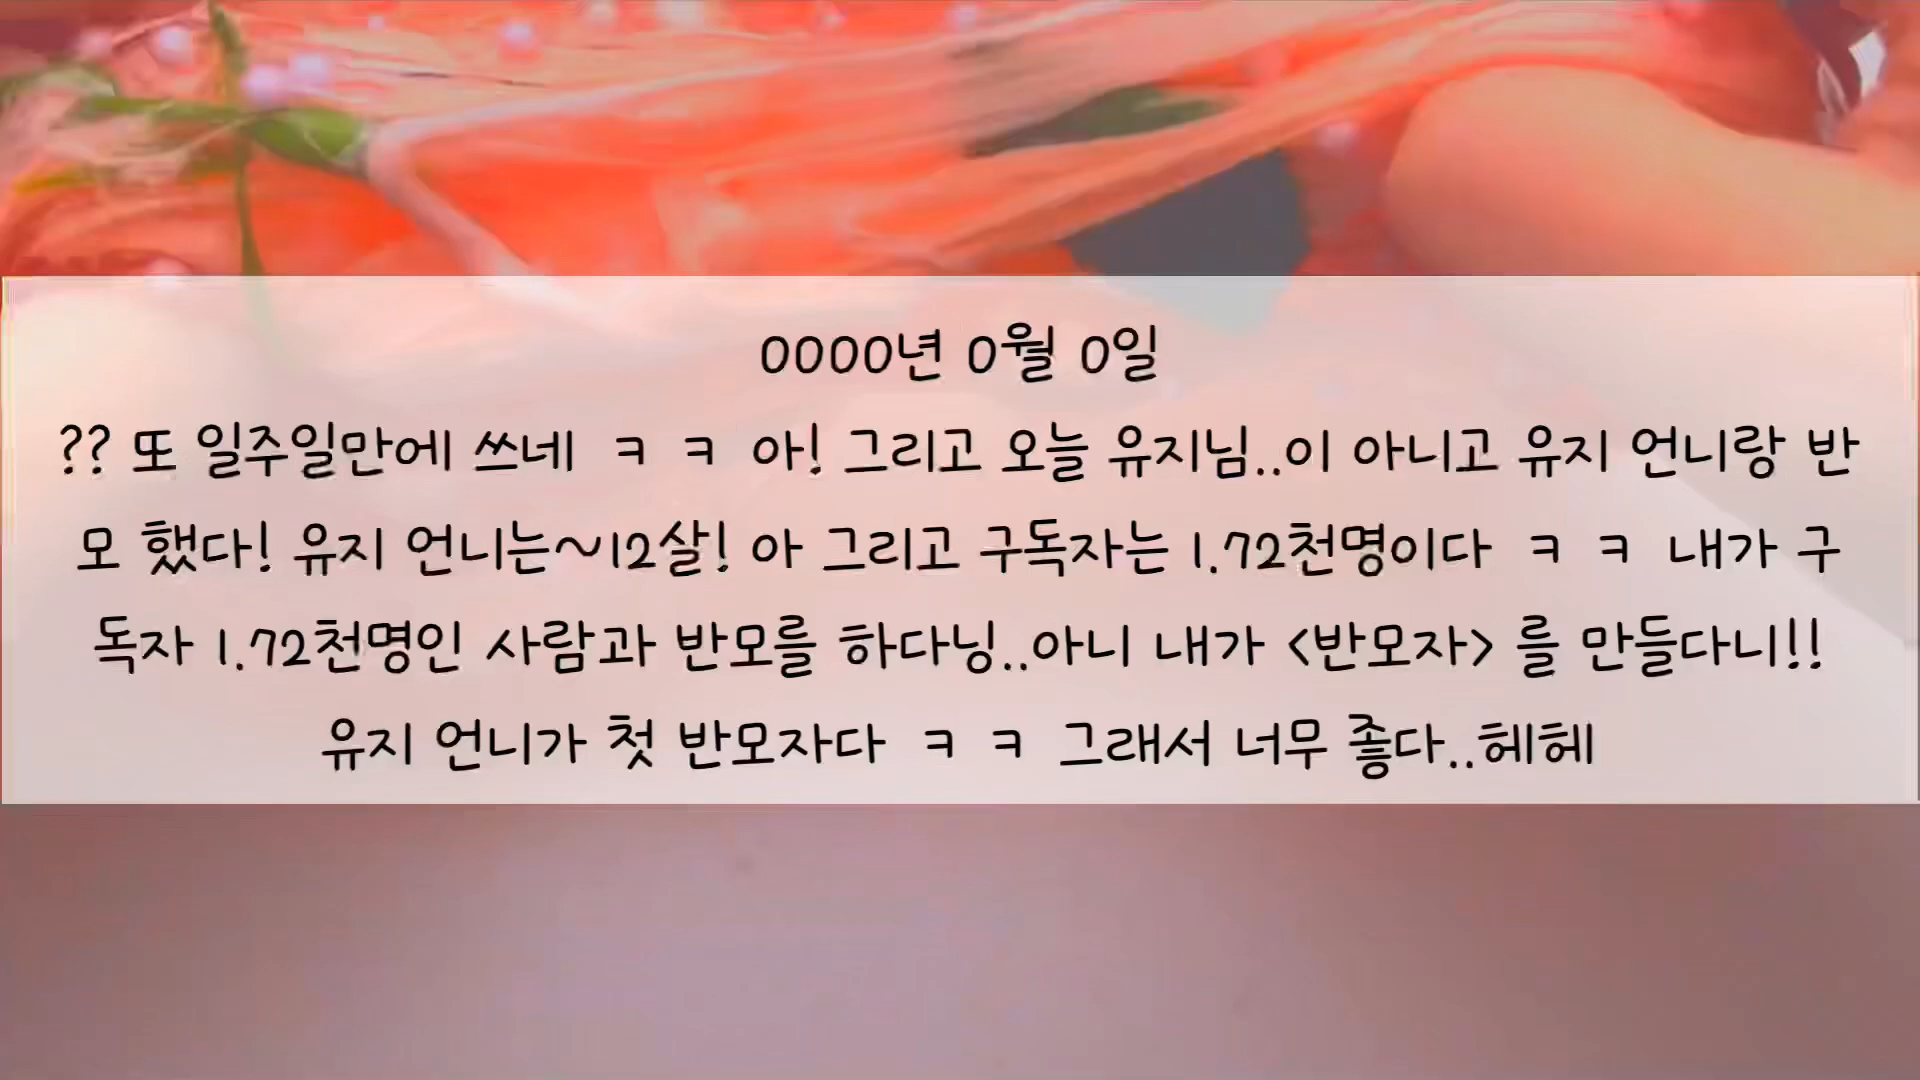 0000년 0월 0일
?? 또 일주일만에 쓰네 ㅋ ㅋ 아! 그리고 오늘 유지님..이 아니고 유지 언니랑 반
모 했다! 유지 언니는~12살! 아 그리고 구독자는 1.72천명이다 ㅋ ㅋ 내가 구
독자 1.72천명인 사람과 반모를 하다닝..아니 내가 <반모자> 를 만들다니!!
유지 언니가 첫 반모자다 ㅋ ㅋ 그래서 너무 좋다..헤헤